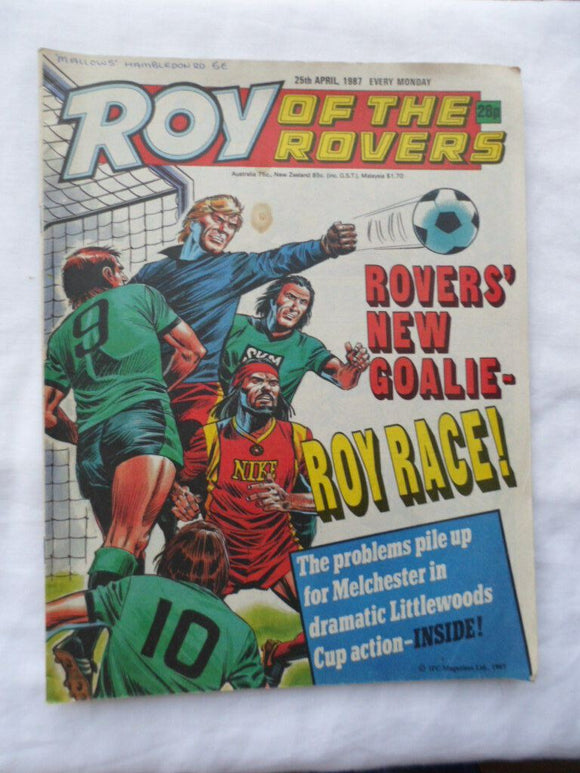 'MALLOWS' HAMBLEDON RD 6E
25th APRIL, 1987 EVERY MONDAY
ROY OF THE ROVERS
28p
Australia 75c., New Zealand 85c. (inc. G.S.T.), Malaysia $1.70
ROVERS'
NEW
GOALIE-
ROY RACE!
9
NIKE
10
The problems pile up
for Melchester in
dramatic Littlewoods
Cup action-INSIDE!
© IPC Magazines Ltd., 1987